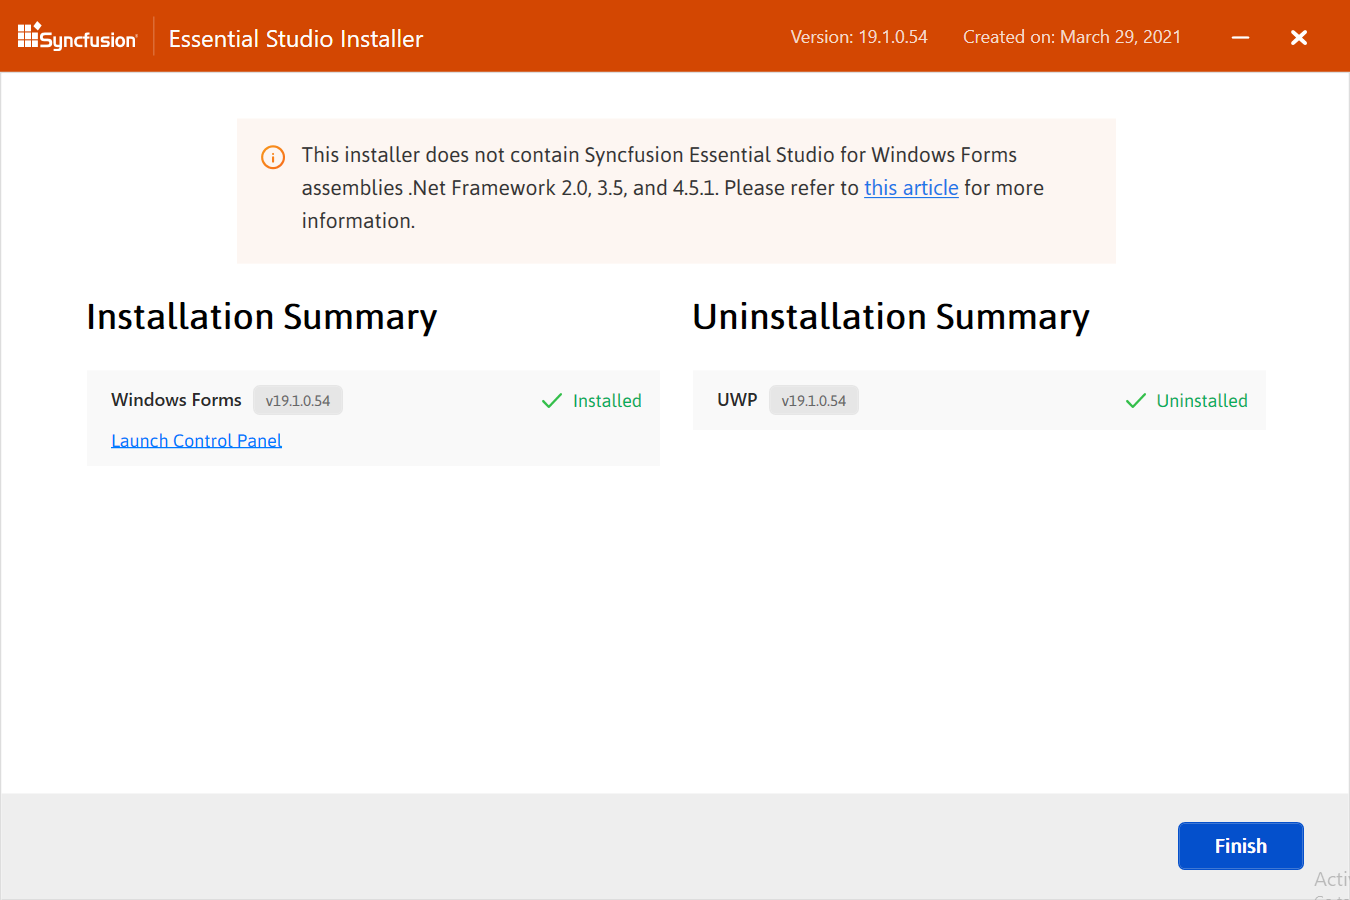 Syncfusion
Essential Studio Installer
Version: 19.1.0.54
Created on: March 29, 2021
This installer does not contain Syncfusion Essential Studio for Windows Forms
assemblies .Net Framework 2.0, 3.5, and 4.5.1. Please refer to this article for more
information.
Installation Summary
Uninstallation Summary
Windows Forms v19.1.0.54 Installed
Launch Control Panel
UWP v19.1.0.54 Uninstalled
Finish
Acti